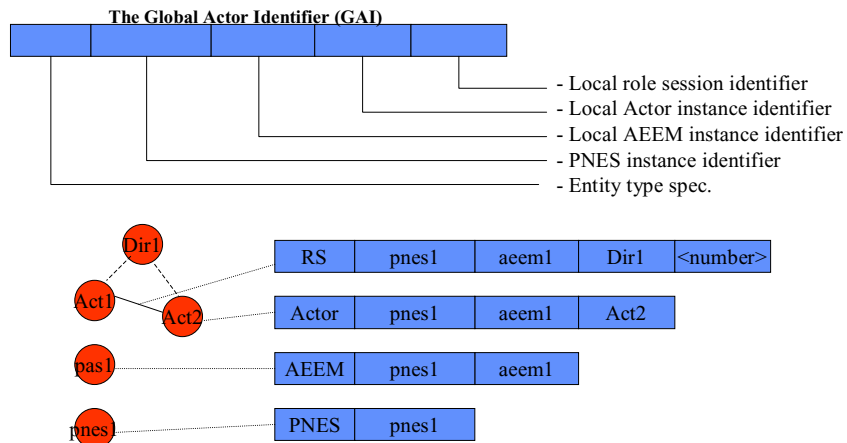 The Global Actor Identifier (GAI)
- Local role session identifier
- Local Actor instance identifier
- Local AEEM instance identifier
- PNES instance identifier
- Entity type spec.
Dir1
RS pnes1 aeem1 Dir1 <number>
Act1
Act2
Actor pnes1 aeem1 Act2
pas1
AEEM pnes1 aeem1
pnes1
PNES pnes1